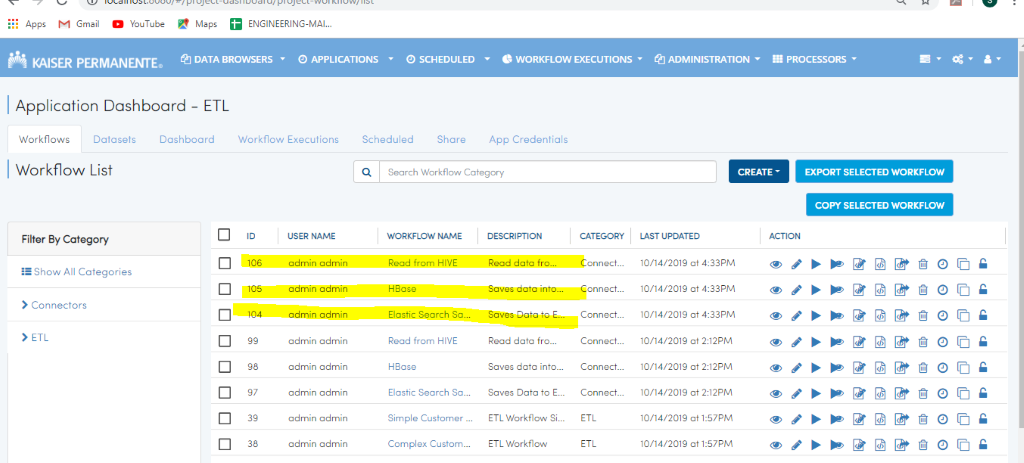 localhost:8080/#/project-dashboard/project-workflow/list
Apps Gmail YouTube Maps ENGINEERING-MAI...
KAISER PERMANENTE. DATA BROWSERS APPLICATIONS SCHEDULED WORKFLOW EXECUTIONS ADMINISTRATION PROCESSORS
Application Dashboard - ETL
Workflows Datasets Dashboard Workflow Executions Scheduled Share App Credentials
Workflow List
Search Workflow Category
CREATE
EXPORT SELECTED WORKFLOW
COPY SELECTED WORKFLOW
Filter By Category
Show All Categories
Connectors
ETL
ID USER NAME WORKFLOW NAME DESCRIPTION CATEGORY LAST UPDATED ACTION
106 admin admin Read from HIVE Read data fro... Connect... 10/14/2019 at 4:33PM
105 admin admin HBase Saves data into... Connect... 10/14/2019 at 4:33PM
104 admin admin Elastic Search Sa... Saves Data to E... Connect... 10/14/2019 at 4:33PM
99 admin admin Read from HIVE Read data fro... Connect... 10/14/2019 at 2:12PM
98 admin admin HBase Saves data into... Connect... 10/14/2019 at 2:12PM
97 admin admin Elastic Search Sa... Saves Data to E... Connect... 10/14/2019 at 2:12PM
39 admin admin Simple Customer ... ETL Workflow Si... ETL 10/14/2019 at 1:57PM
38 admin admin Complex Custom... ETL Workflow ETL 10/14/2019 at 1:57PM